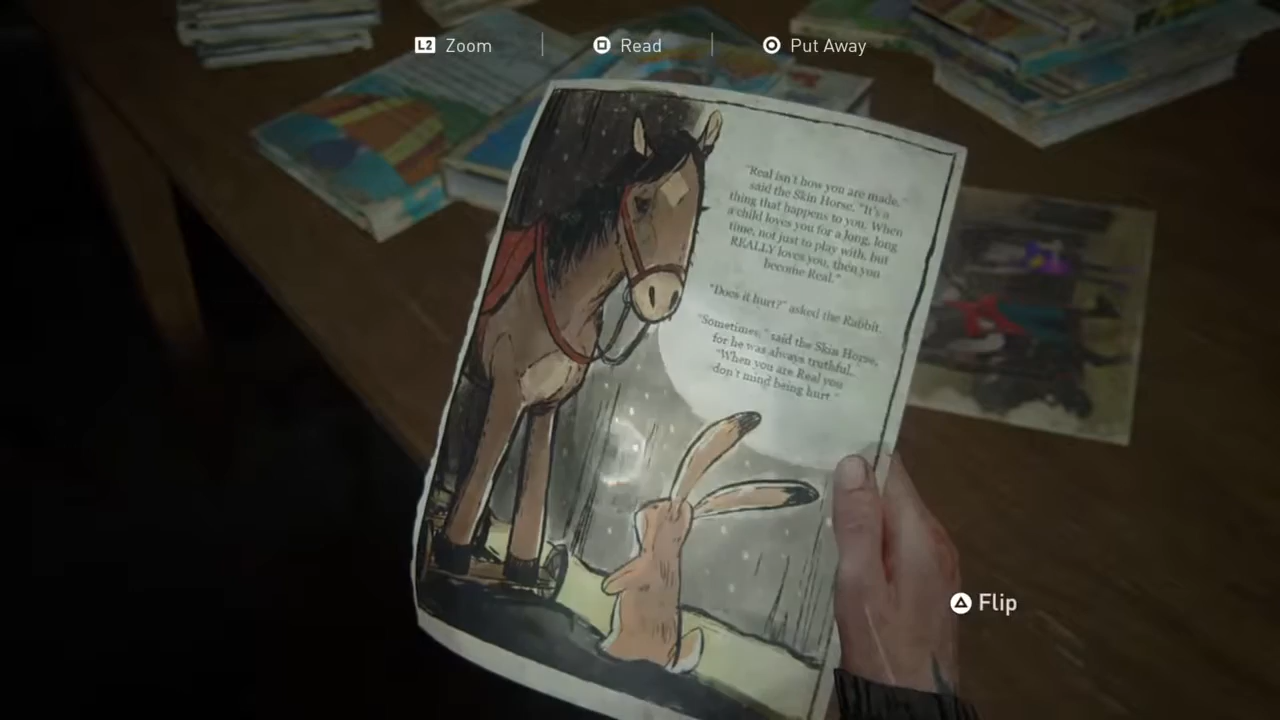 L2 Zoom
Read
Put Away
"Real isn't how you are made,"
said the Skin Horse. "It's a
thing that happens to you. When
a child loves you for a long, long
time, not just to play with, but
REALLY loves you, then you
become Real."
"Does it hurt?" asked the Rabbit.
"Sometimes," said the Skin Horse,
for he was always truthful.
"When you are Real you
don't mind being hurt."
Flip